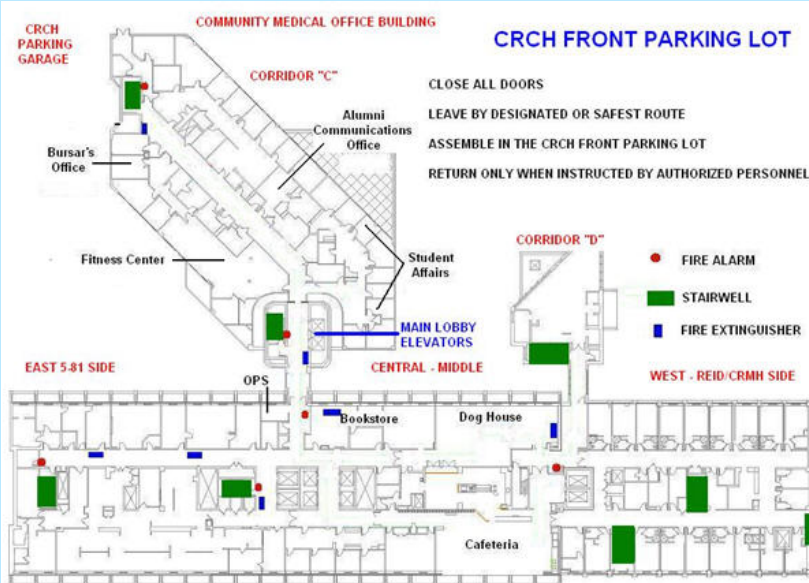 COMMUNITY MEDICAL OFFICE BUILDING
CRCH
PARKING
GARAGE
CRCH FRONT PARKING LOT
CORRIDOR "C"
CLOSE ALL DOORS
LEAVE BY DESIGNATED OR SAFEST ROUTE
ASSEMBLE IN THE CRCH FRONT PARKING LOT
RETURN ONLY WHEN INSTRUCTED BY AUTHORIZED PERSONNEL
Alumni
Communications
Office
Bursar's
Office
Fitness Center
Student
Affairs
CORRIDOR "D"
FIRE ALARM
STAIRWELL
FIRE EXTINGUISHER
MAIN LOBBY
ELEVATORS
EAST 5-81 SIDE
CENTRAL - MIDDLE
WEST - REID/CRMH SIDE
OPS
Bookstore
Dog House
Cafeteria